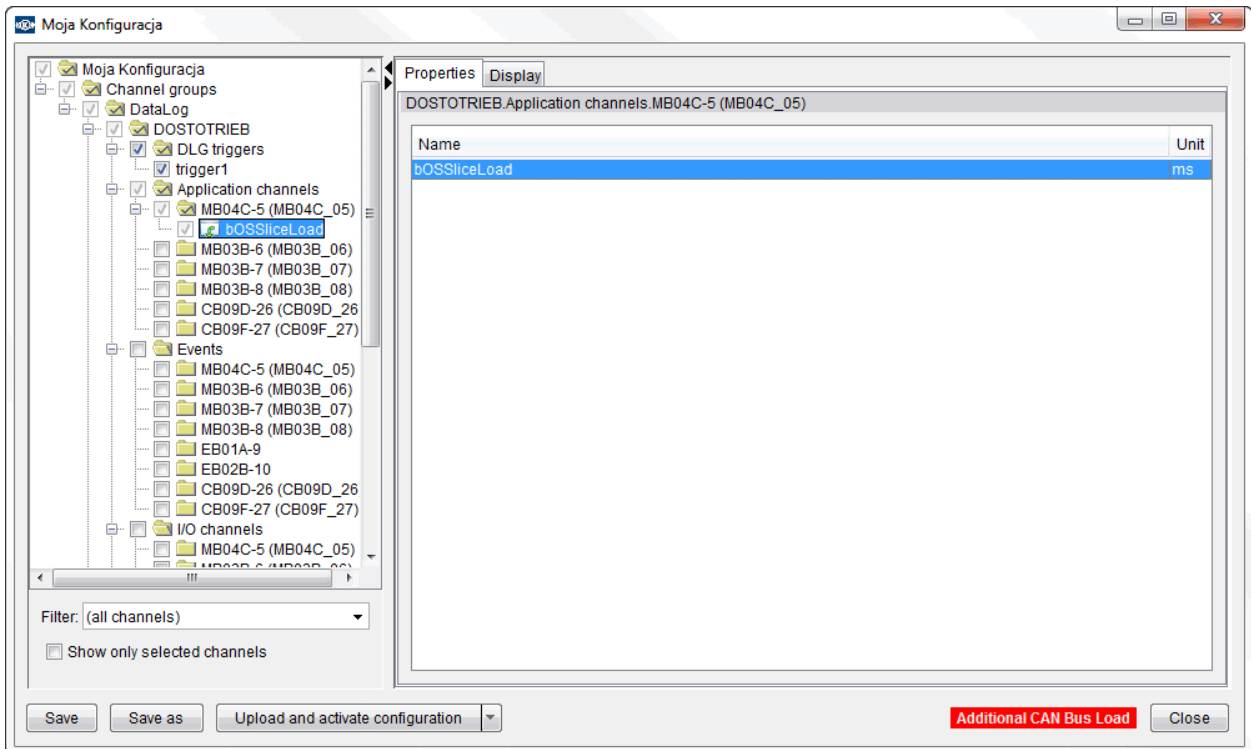 Moja Konfiguracja
Moja Konfiguracja
Channel groups
DataLog
DOSTOTRIEB
DLG triggers
trigger1
Application channels
MB04C-5 (MB04C_05)
bOSSliceLoad
MB03B-6 (MB03B_06)
MB03B-7 (MB03B_07)
MB03B-8 (MB03B_08)
CB09D-26 (CB09D_26
CB09F-27 (CB09F_27)
Events
MB04C-5 (MB04C_05)
MB03B-6 (MB03B_06)
MB03B-7 (MB03B_07)
MB03B-8 (MB03B_08)
EB01A-9
EB02B-10
CB09D-26 (CB09D_26
CB09F-27 (CB09F_27)
I/O channels
MB04C-5 (MB04C_05)
Filter: (all channels)
Show only selected channels
Properties Display
DOSTOTRIEB.Application channels.MB04C-5 (MB04C_05)
Name Unit
bOSSliceLoad ms
Save Save as Upload and activate configuration Additional CAN Bus Load Close